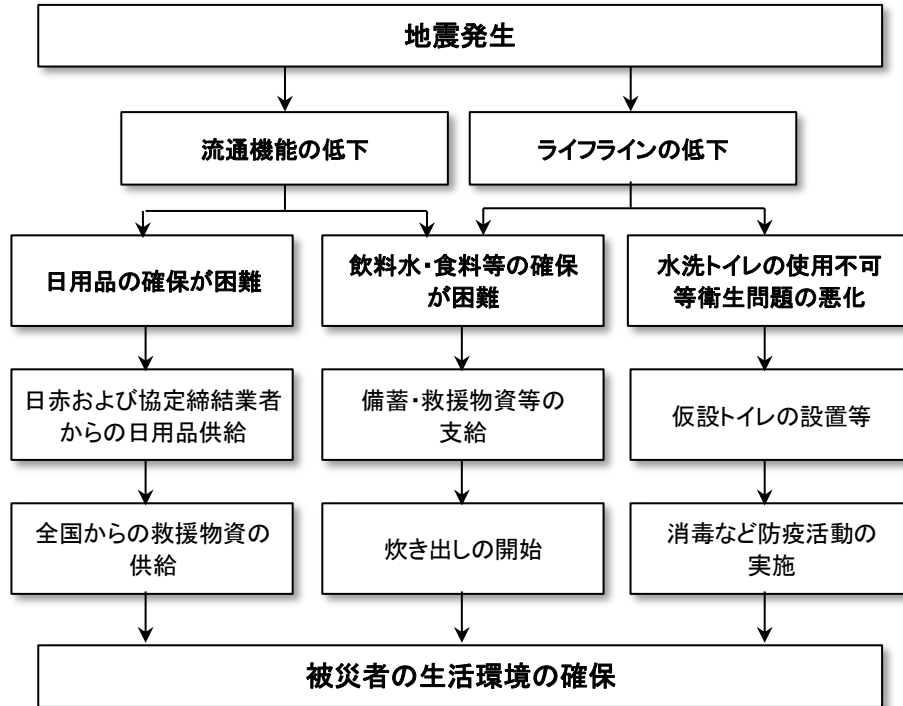 地震発生
流通機能の低下
ライフラインの低下
日用品の確保が困難
飲料水・食料等の確保
が困難
水洗トイレの使用不可
等衛生問題の悪化
日赤および協定締結業者
からの日用品供給
備蓄・救援物資等の
支給
仮設トイレの設置等
全国からの救援物資の
供給
炊き出しの開始
消毒など防疫活動の
実施
被災者の生活環境の確保